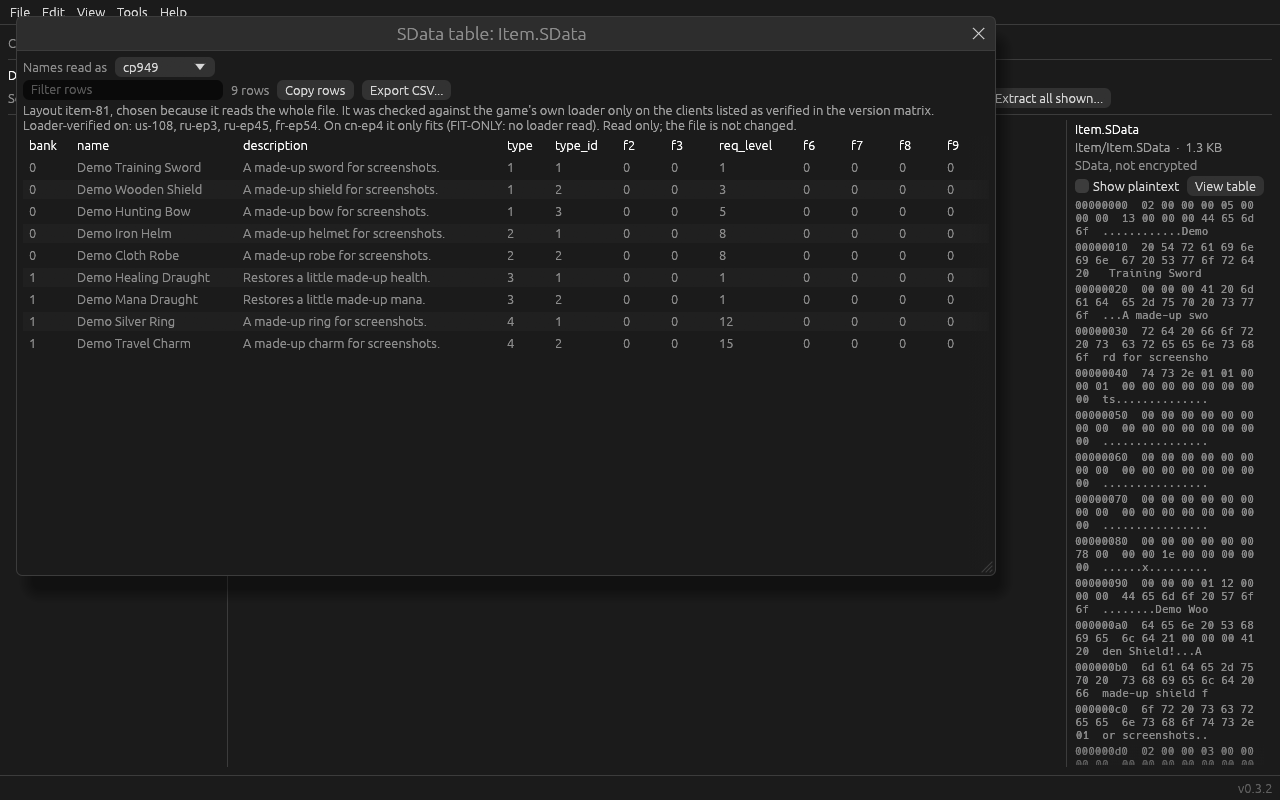 File Edit View Tools Help
SData table: Item.SData
Names read as cp949
Filter rows 9 rows Copy rows Export CSV...
Layout item-81, chosen because it reads the whole file. It was checked against the game's own loader only on the clients listed as verified in the version matrix.
Loader-verified on: us-108, ru-ep3, ru-ep45, fr-ep54. On cn-ep4 it only fits (FIT-ONLY: no loader read). Read only; the file is not changed.
bank name description type type_id f2 f3 req_level f6 f7 f8 f9
0 Demo Training Sword A made-up sword for screenshots. 1 1 0 0 1 0 0 0 0
0 Demo Wooden Shield A made-up shield for screenshots. 1 2 0 0 3 0 0 0 0
0 Demo Hunting Bow A made-up bow for screenshots. 1 3 0 0 5 0 0 0 0
0 Demo Iron Helm A made-up helmet for screenshots. 2 1 0 0 8 0 0 0 0
0 Demo Cloth Robe A made-up robe for screenshots. 2 2 0 0 8 0 0 0 0
1 Demo Healing Draught Restores a little made-up health. 3 1 0 0 1 0 0 0 0
1 Demo Mana Draught Restores a little made-up mana. 3 2 0 0 1 0 0 0 0
1 Demo Silver Ring A made-up ring for screenshots. 4 1 0 0 12 0 0 0 0
1 Demo Travel Charm A made-up charm for screenshots. 4 2 0 0 15 0 0 0 0
Extract all shown...
Item.SData
Item/Item.SData · 1.3 KB
SData, not encrypted
Show plaintext View table
00000000 02 00 00 00 05 00
00 00 13 00 00 00 44 65 6d
6f ............Demo
00000010 20 54 72 61 69 6e
69 6e 67 20 53 77 6f 72 64
20 Training Sword
00000020 00 00 00 41 20 6d
61 64 65 2d 75 70 20 73 77
6f ...A made-up swo
00000030 72 64 20 66 6f 72
20 73 63 72 65 65 6e 73 68
6f rd for screensho
00000040 74 73 2e 01 01 00
00 01 00 00 00 00 00 00 00
00 ts..............
00000050 00 00 00 00 00 00
00 00 00 00 00 00 00 00 00
00 ................
00000060 00 00 00 00 00 00
00 00 00 00 00 00 00 00 00
00 ................
00000070 00 00 00 00 00 00
00 00 00 00 00 00 00 00 00
00 ................
00000080 00 00 00 00 00 00
78 00 00 00 1e 00 00 00 00
00 ......x.........
00000090 00 00 00 01 12 00
00 00 44 65 6d 6f 20 57 6f
6f ........Demo Woo
000000a0 64 65 6e 20 53 68
69 65 6c 64 21 00 00 00 41
20 den Shield!...A
000000b0 6d 61 64 65 2d 75
70 20 73 68 69 65 6c 64 20
66 made-up shield f
000000c0 6f 72 20 73 63 72
65 65 6e 73 68 6f 74 73 2e
01 or screenshots..
000000d0 02 00 00 03 00 00
v0.3.2